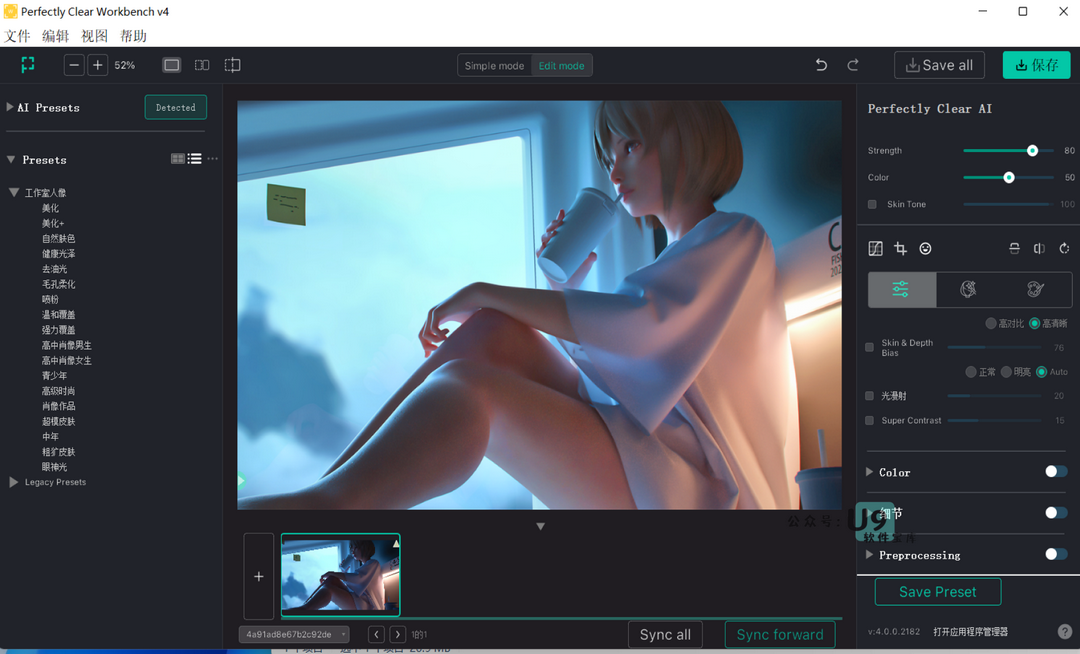 Perfectly Clear Workbench v4
文件 编辑 视图 帮助
52%
Simple mode
Edit mode
Save all
保存
AI Presets
Detected
Presets
工作室人像
美化
美化+
自然肤色
健康光泽
去油光
毛孔柔化
暗粉
温和覆盖
强力覆盖
高中肖像男生
高中肖像女生
青少年
高级时尚
肖像作品
超模皮肤
中年
粗犷皮肤
眼神光
Legacy Presets
Perfectly Clear AI
Strength 80
Color 50
Skin Tone 100
高对比 高清晰
Skin & Depth Bias 76
正常 明亮 Auto
光漫射 20
Super Contrast 15
Color
公众号:
U9
软件宝库
细节
Preprocessing
Save Preset
4a91ad8e67b2c92de
1的1
Sync all
Sync forward
v:4.0.0.2182 打开应用程序管理器